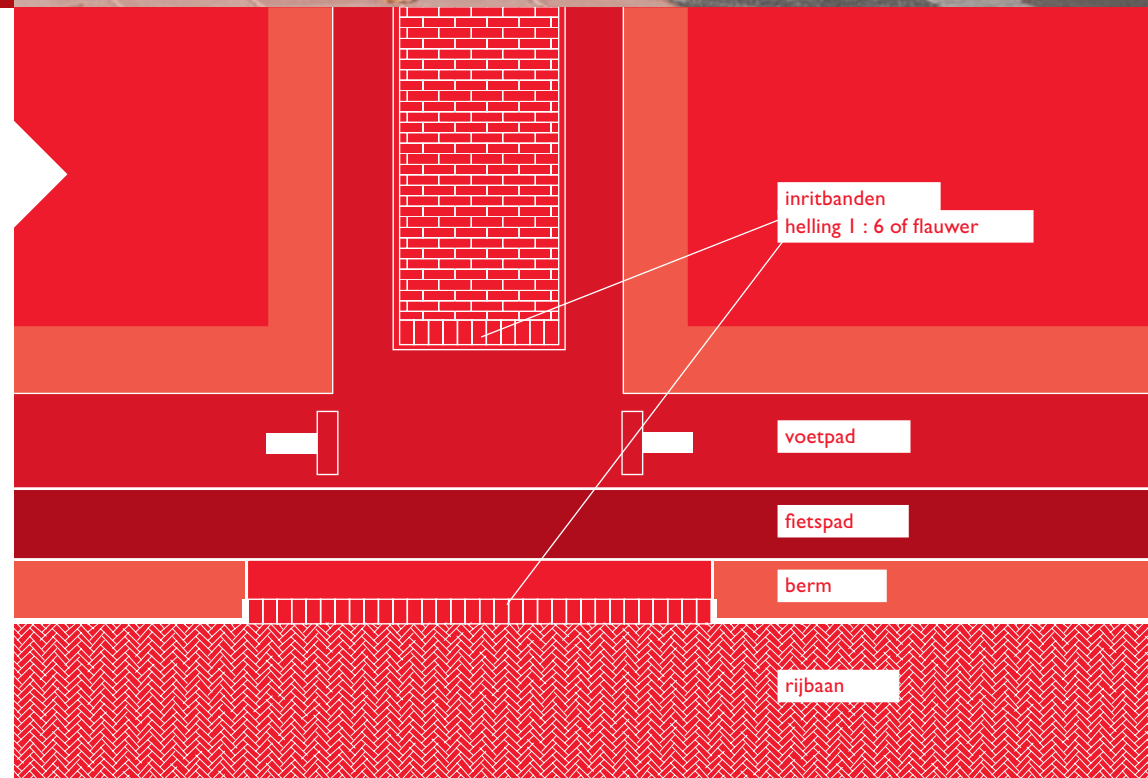 inritbanden
helling 1 : 6 of flauwer
voetpad
fietspad
berm
rijbaan